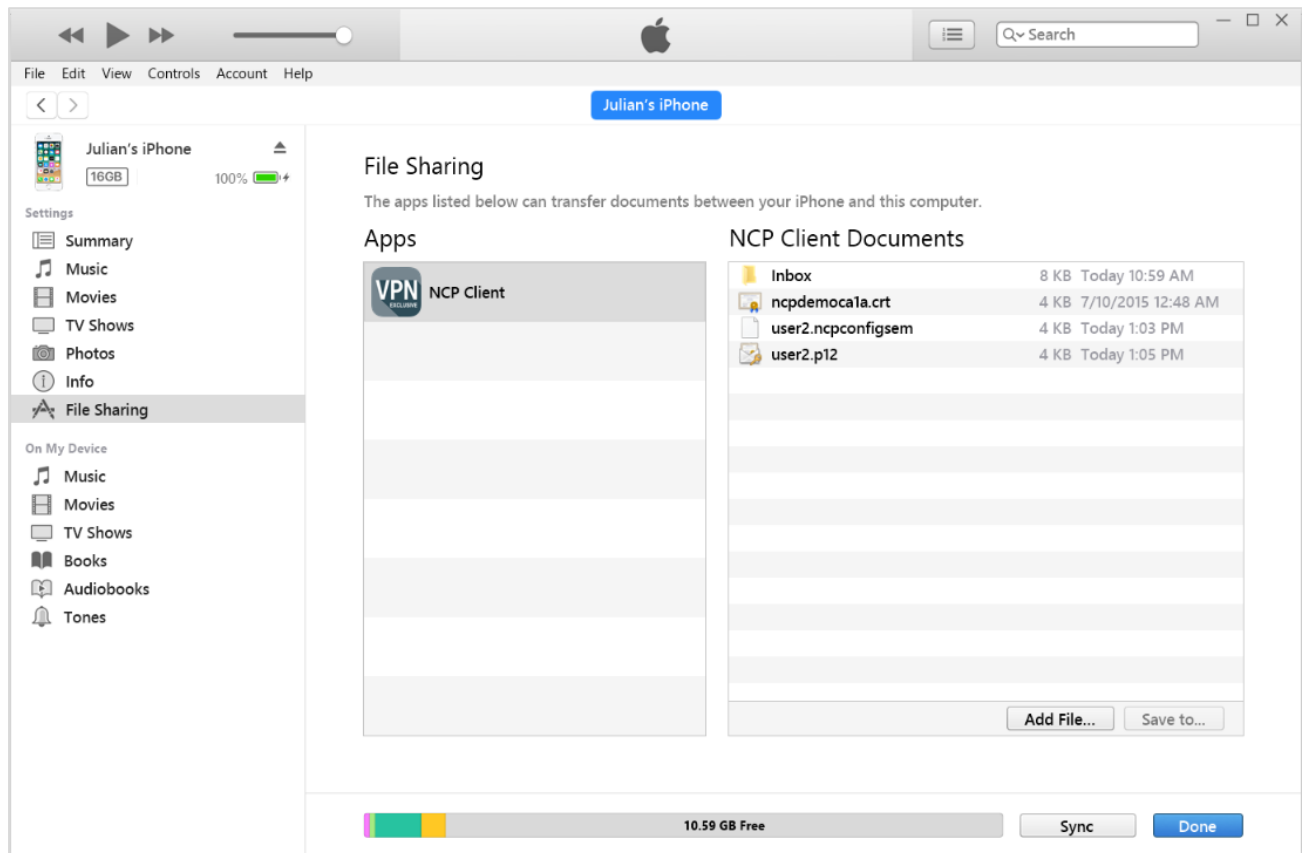 Search
File Edit View Controls Account Help
Julian's iPhone
Julian's iPhone
16GB 100%
Settings
Summary
Music
Movies
TV Shows
Photos
Info
File Sharing
On My Device
Music
Movies
TV Shows
Books
Audiobooks
Tones
File Sharing
The apps listed below can transfer documents between your iPhone and this computer.
Apps
VPN
EXCLUSIVE
NCP Client
NCP Client Documents
Inbox 8 KB Today 10:59 AM
ncpdemoca1a.crt 4 KB 7/10/2015 12:48 AM
user2.ncpconfigsem 4 KB Today 1:03 PM
user2.p12 4 KB Today 1:05 PM
Add File... Save to...
10.59 GB Free Sync Done